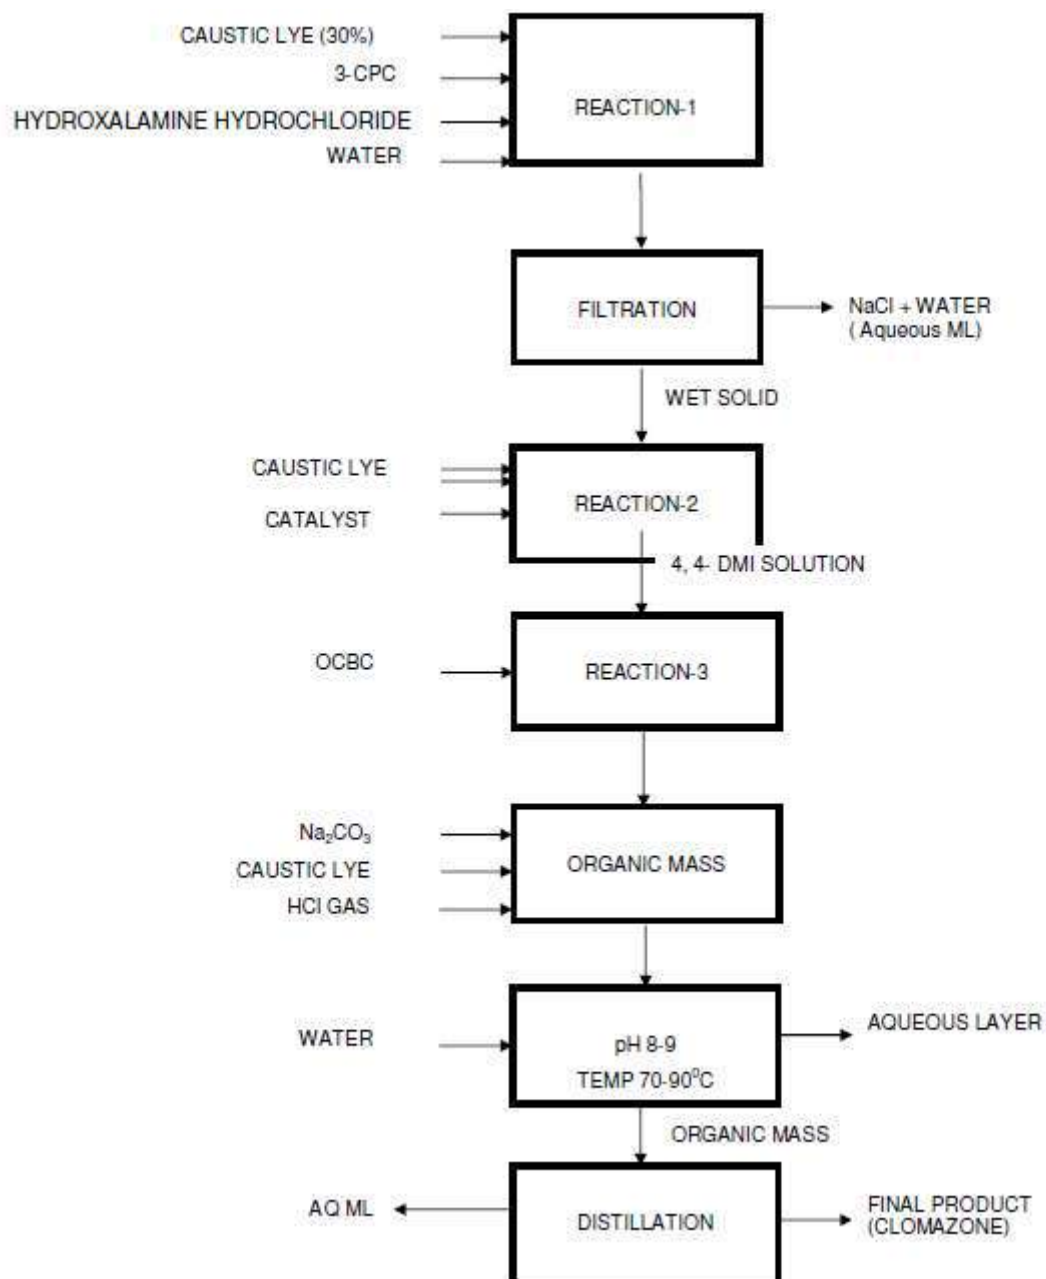 CAUSTIC LYE (30%)
3-CPC
HYDROXALAMINE HYDROCHLORIDE
WATER
REACTION-1
FILTRATION
NaCl + WATER
( Aqueous ML)
WET SOLID
CAUSTIC LYE
CATALYST
REACTION-2
4, 4- DMI SOLUTION
OCBC
REACTION-3
Na₂CO₃
CAUSTIC LYE
HCl GAS
ORGANIC MASS
WATER
pH 8-9
TEMP 70-90⁰C
AQUEOUS LAYER
ORGANIC MASS
AQ ML
DISTILLATION
FINAL PRODUCT
(CLOMAZONE)